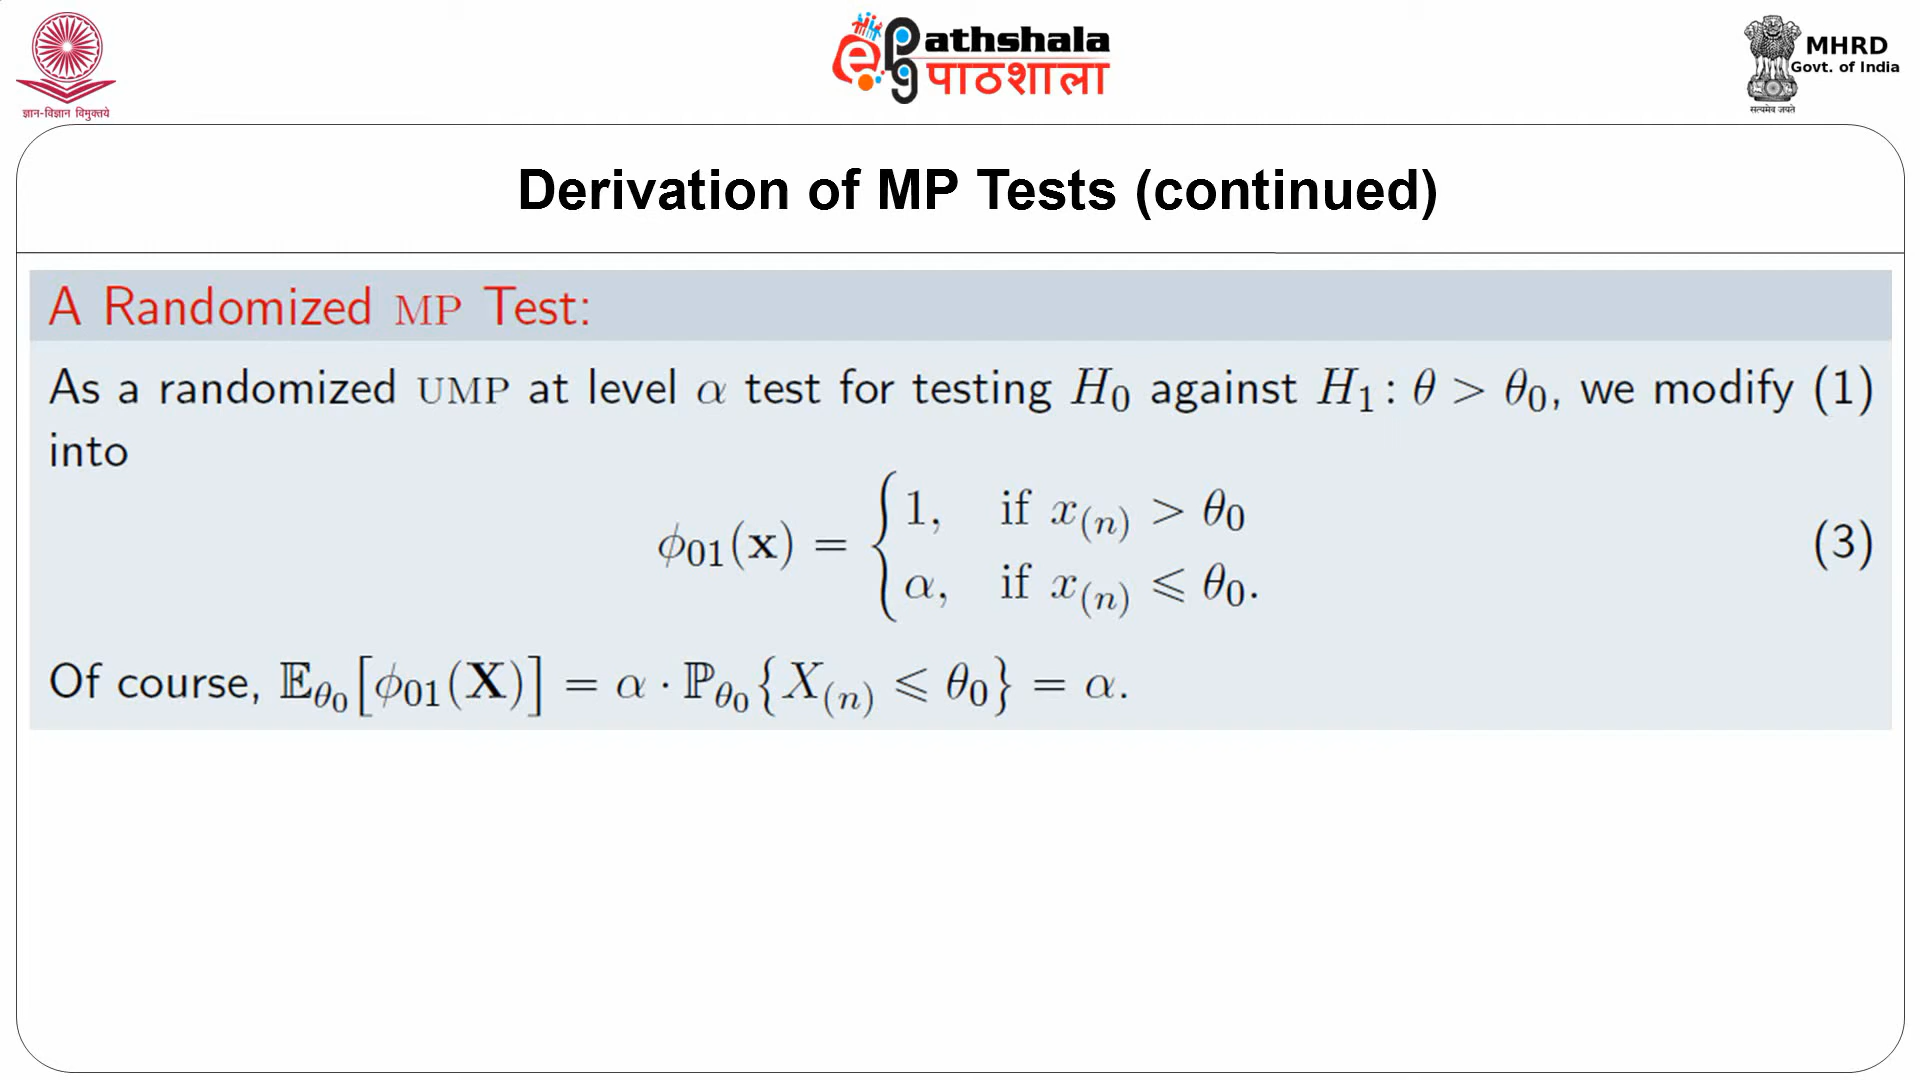 ज्ञान-विज्ञान विमुक्तये
e PG Pathshala
पाठशाला
MHRD
Govt. of India
सत्यमेव जयते
Derivation of MP Tests (continued)
A Randomized MP Test:
As a randomized UMP at level α test for testing H₀ against H₁: θ > θ₀, we modify (1)
into
ϕ₀₁(𝐱) = { 1, if x₍ₙ₎ > θ₀
α, if x₍ₙ₎ ⩽ θ₀. (3)
Of course, 𝔼_θ₀[ϕ₀₁(𝐗)] = α · ℙ_θ₀{X₍ₙ₎ ⩽ θ₀} = α.